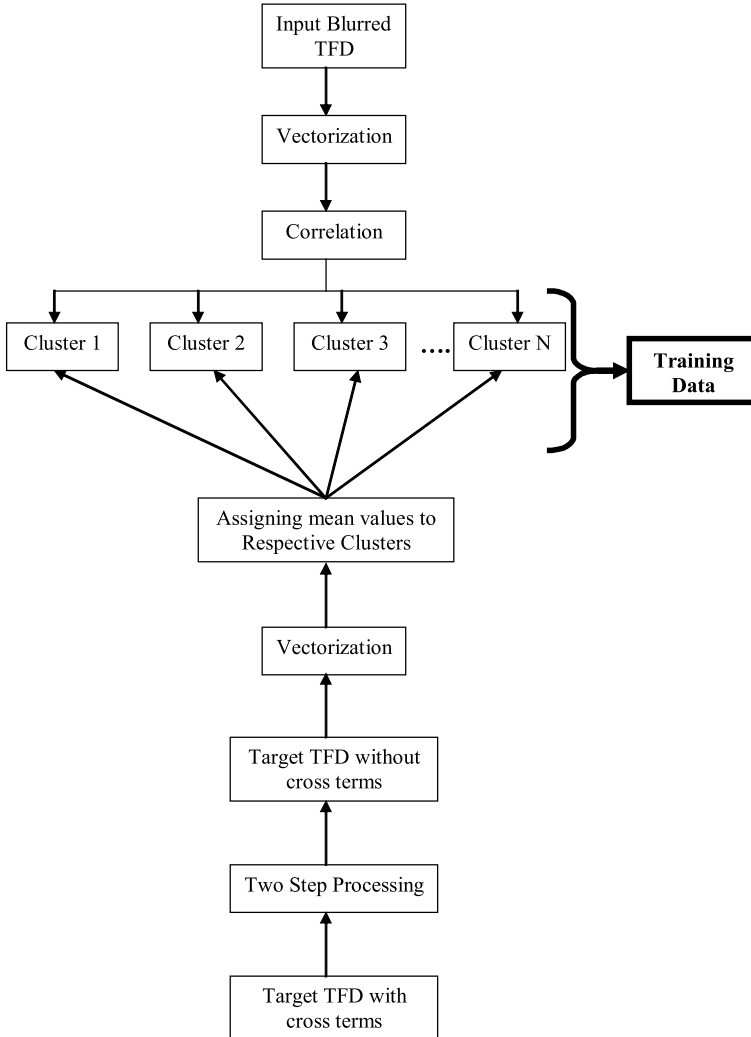 Input Blurred
TFD
Vectorization
Correlation
Cluster 1
Cluster 2
Cluster 3
....
Cluster N
Training
Data
Assigning mean values to
Respective Clusters
Vectorization
Target TFD without
cross terms
Two Step Processing
Target TFD with
cross terms